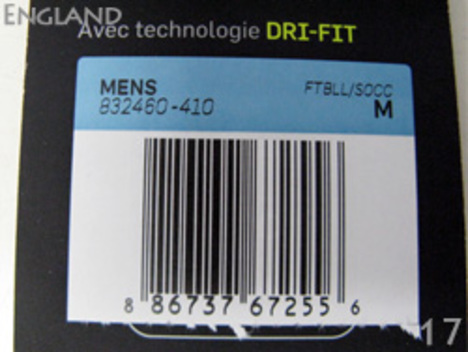 ENGLAND
Avec technologie DRI-FIT
MENS FTBLL/SOCC
832460-410 M
8 86737 67255 6
'17